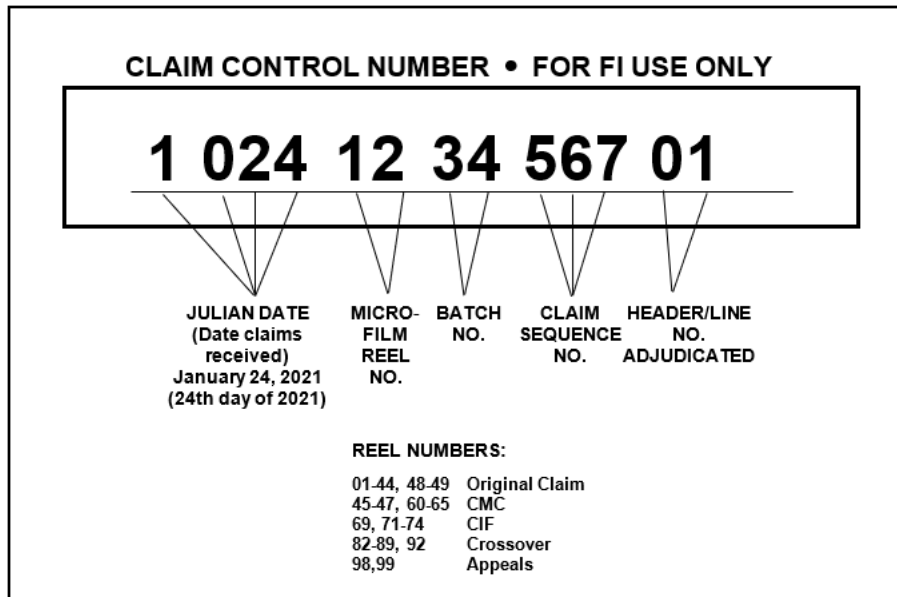 CLAIM CONTROL NUMBER • FOR FI USE ONLY
1 024 12 34 567 01
JULIAN DATE
(Date claims
received)
January 24, 2021
(24th day of 2021)
MICRO-
FILM
REEL
NO.
BATCH
NO.
CLAIM
SEQUENCE
NO.
HEADER/LINE
NO.
ADJUDICATED
REEL NUMBERS:
01-44, 48-49 Original Claim
45-47, 60-65 CMC
69, 71-74 CIF
82-89, 92 Crossover
98,99 Appeals